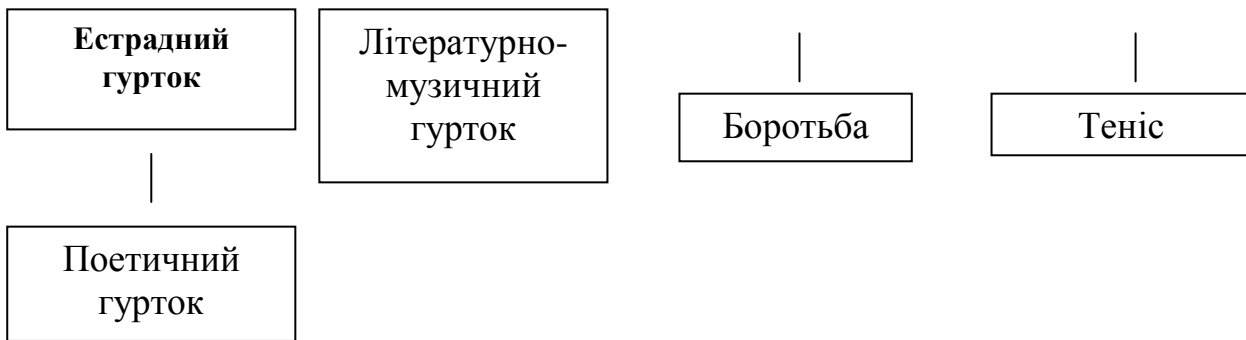 Естрадний
гурток
Літературно-
музичний
гурток
Боротьба
Теніс
Поетичний
гурток